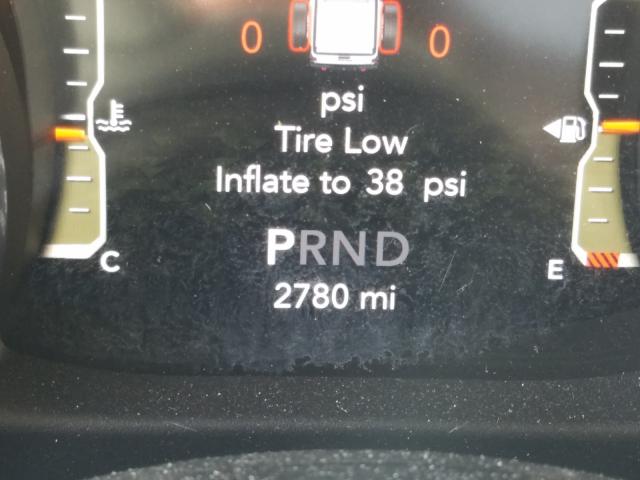 0 0
psi
Tire Low
Inflate to 38 psi
PRND
C E
2780 mi